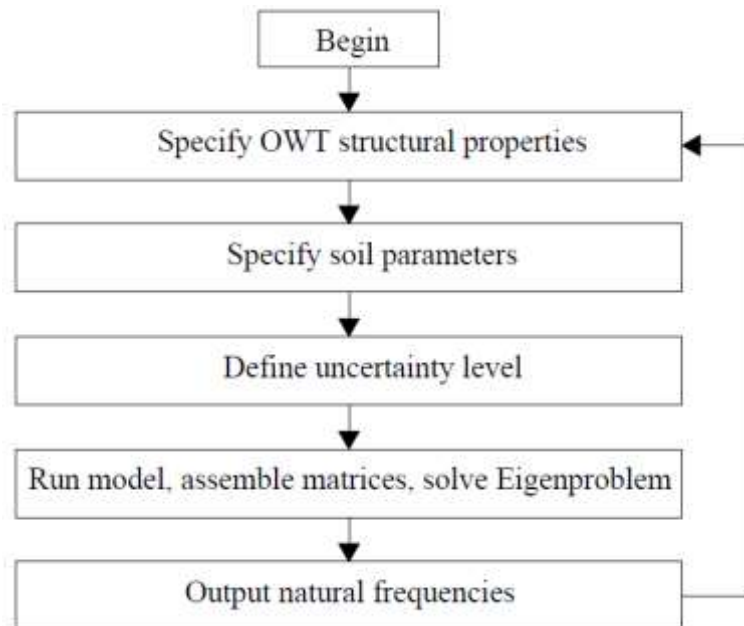 Begin
Specify OWT structural properties
Specify soil parameters
Define uncertainty level
Run model, assemble matrices, solve Eigenproblem
Output natural frequencies